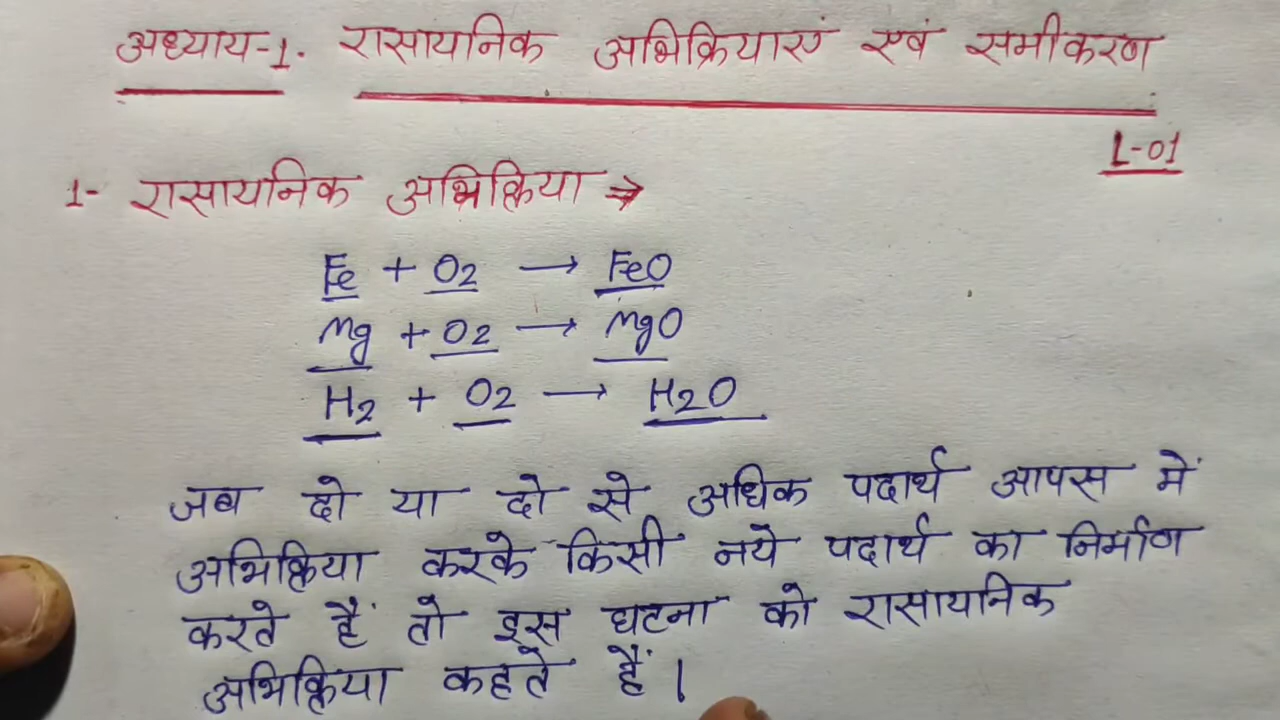 अध्याय-1. रासायनिक अभिक्रियाएं एवं समीकरण
L-01
1- रासायनिक अभिक्रिया →
Fe + O2 → FeO
Mg + O2 → MgO
H2 + O2 → H2O
जब दो या दो से अधिक पदार्थ आपस में
अभिक्रिया करके किसी नये पदार्थ का निर्माण
करते हैं तो इस घटना को रासायनिक
अभिक्रिया कहते हैं।